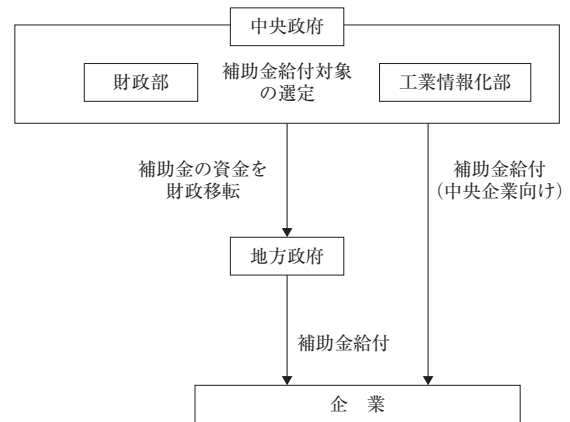 中央政府
財政部
補助金給付対象
の選定
工業情報化部
補助金の資金を
財政移転
補助金給付
(中央企業向け)
地方政府
補助金給付
企　業